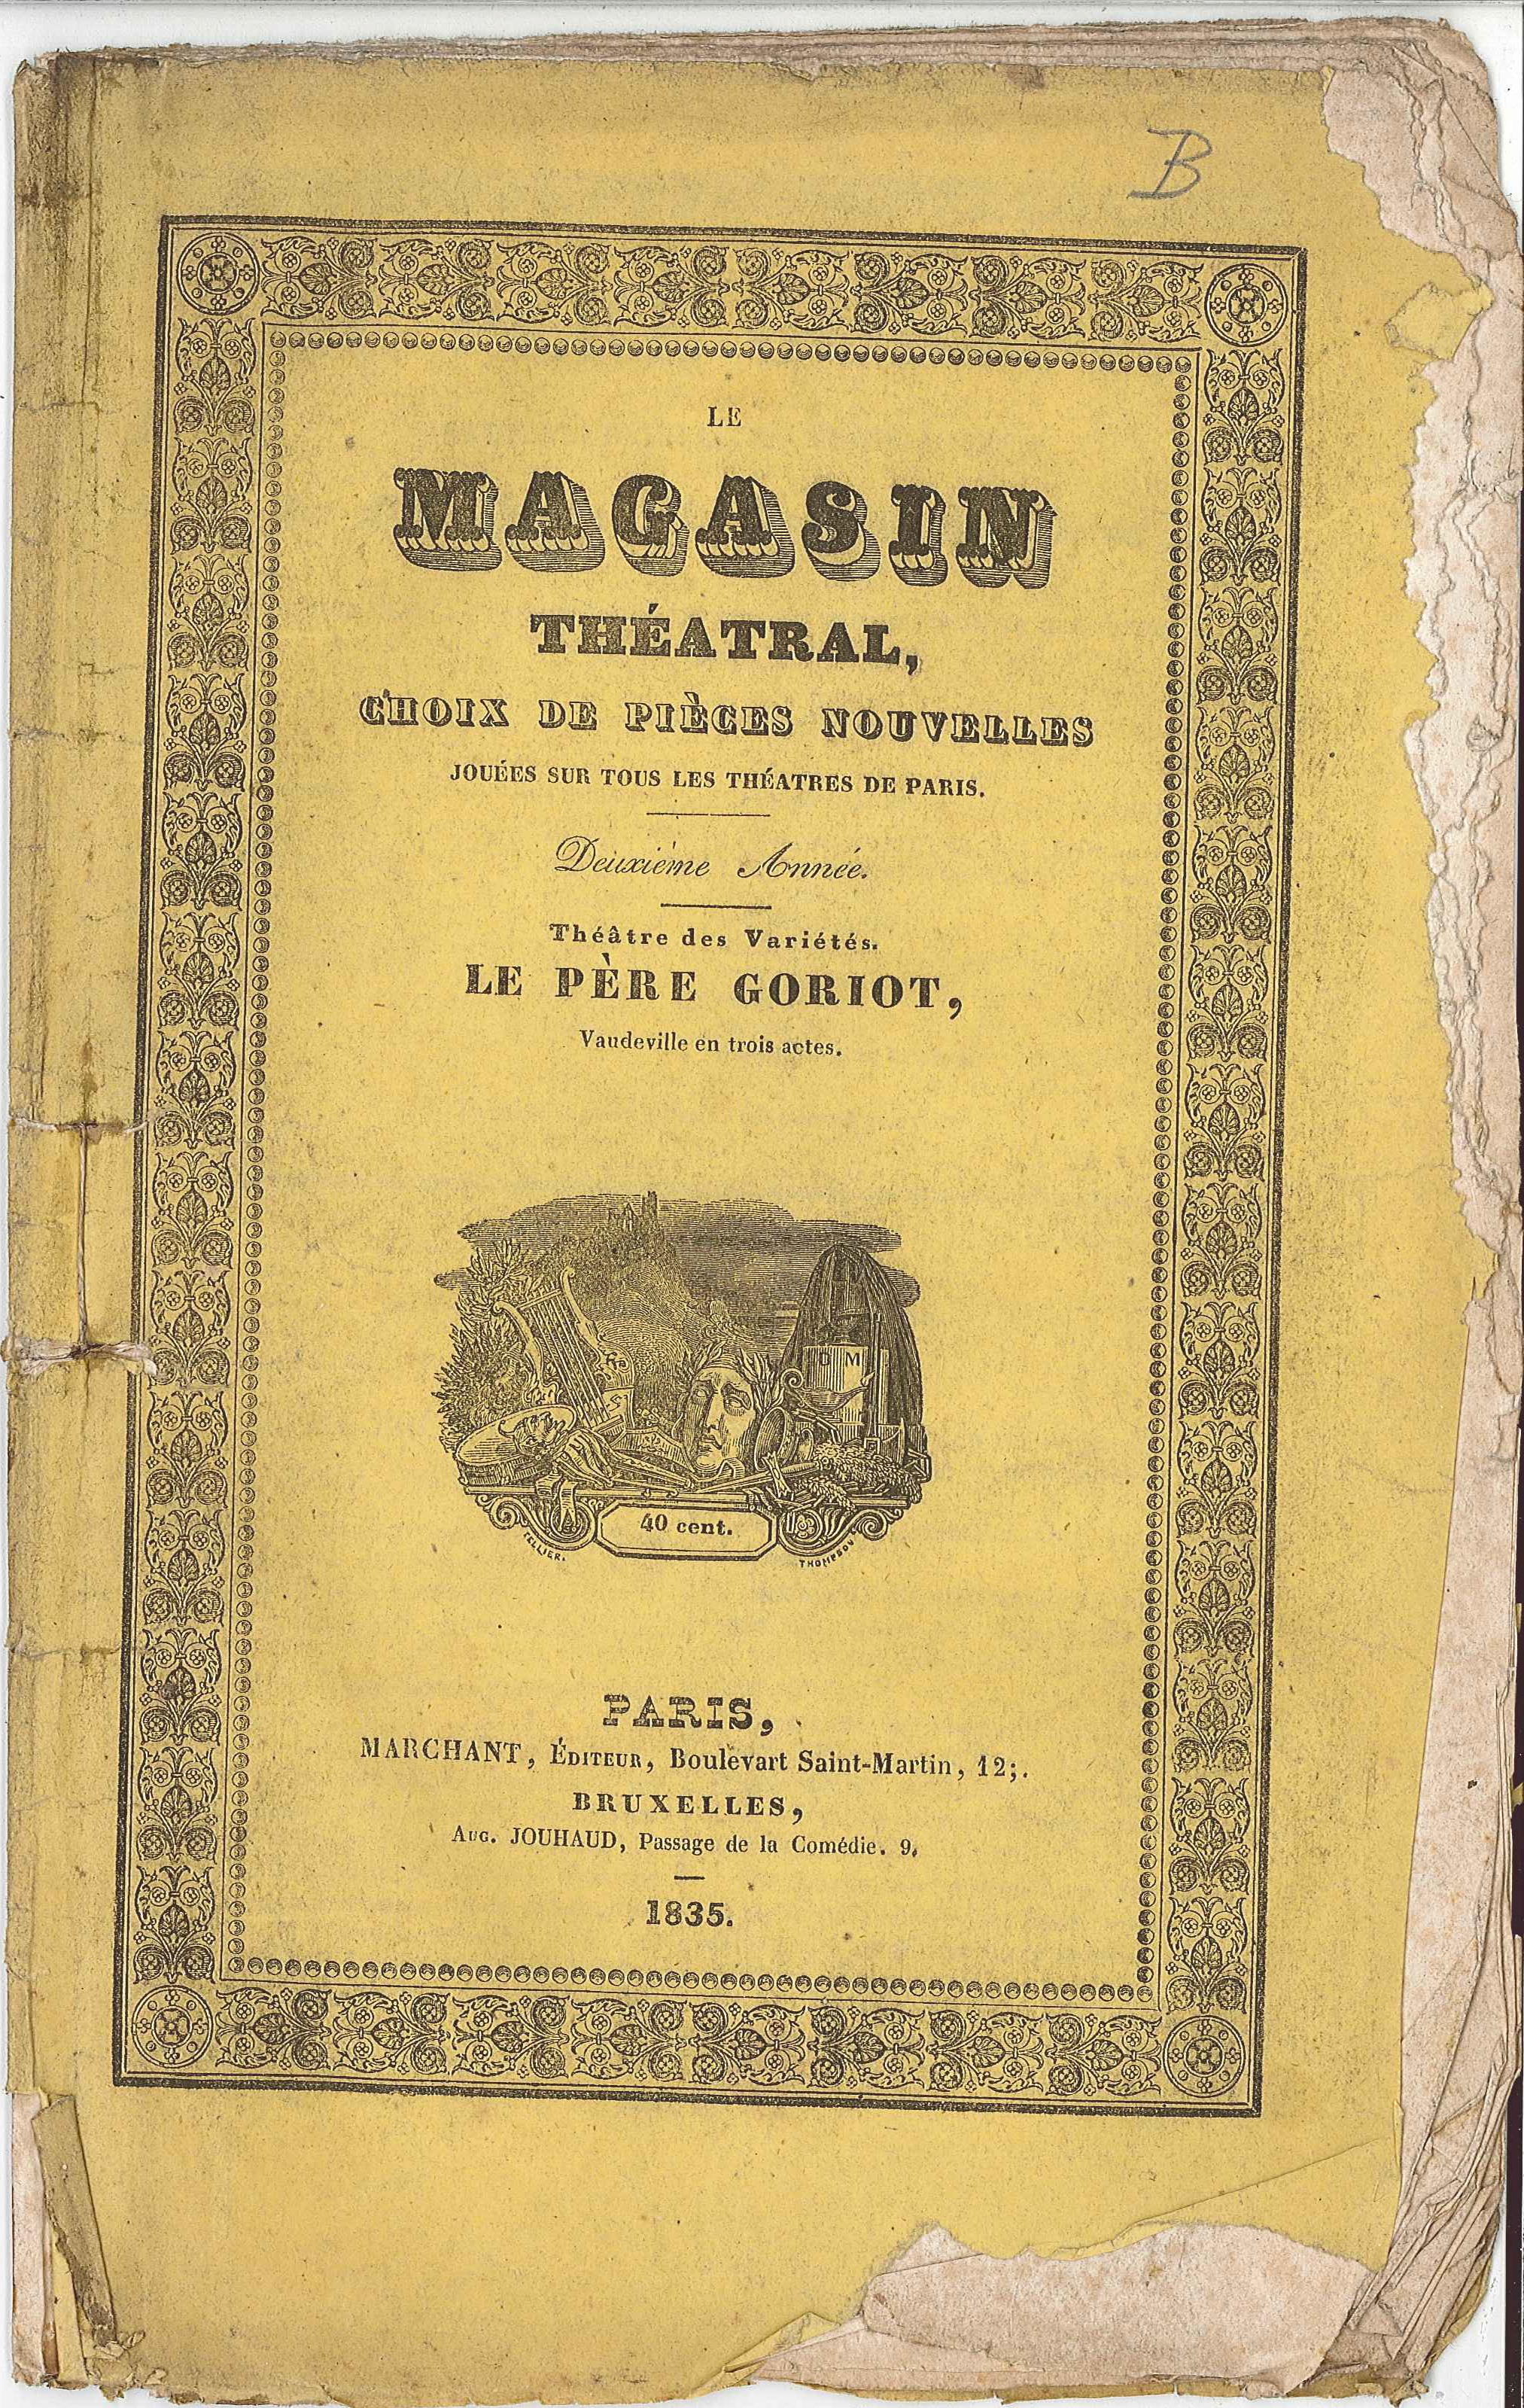 B
LE
MAGASIN
THÉATRAL,
CHOIX DE PIÈCES NOUVELLES
JOUÉES SUR TOUS LES THÉATRES DE PARIS.
Deuxième Année.
Théâtre des Variétés.
LE PÈRE GORIOT,
Vaudeville en trois actes.
D M
40 cent.
TELLIER.
THOMPSON
PARIS,
MARCHANT, ÉDITEUR, Boulevart Saint-Martin, 12;.
BRUXELLES,
AUG. JOUHAUD, Passage de la Comédie. 9,
1835.